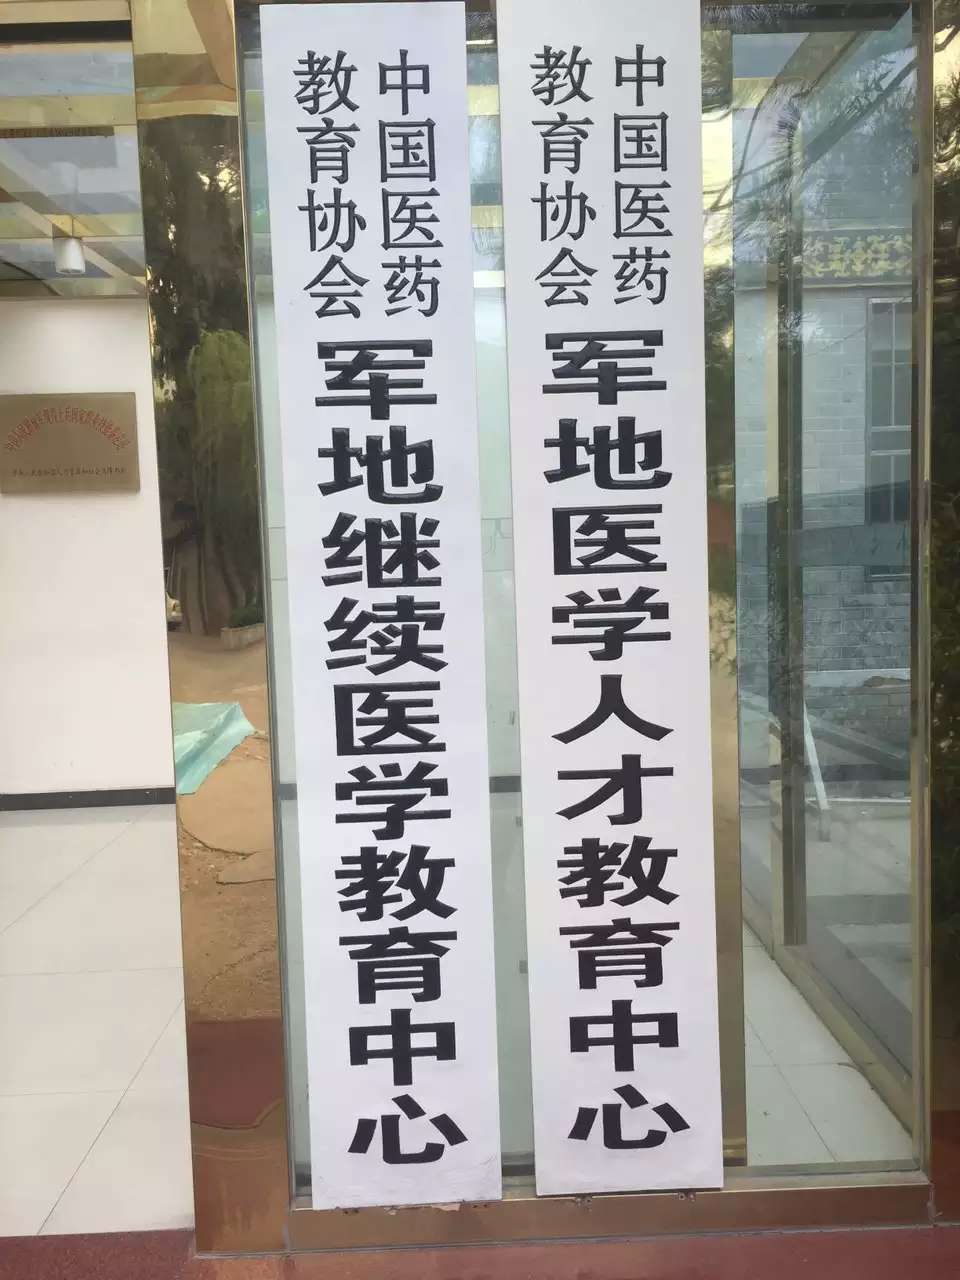 中国医药
教育协会
军地继续医学教育中心
中国医药
教育协会
军地医学人才教育中心